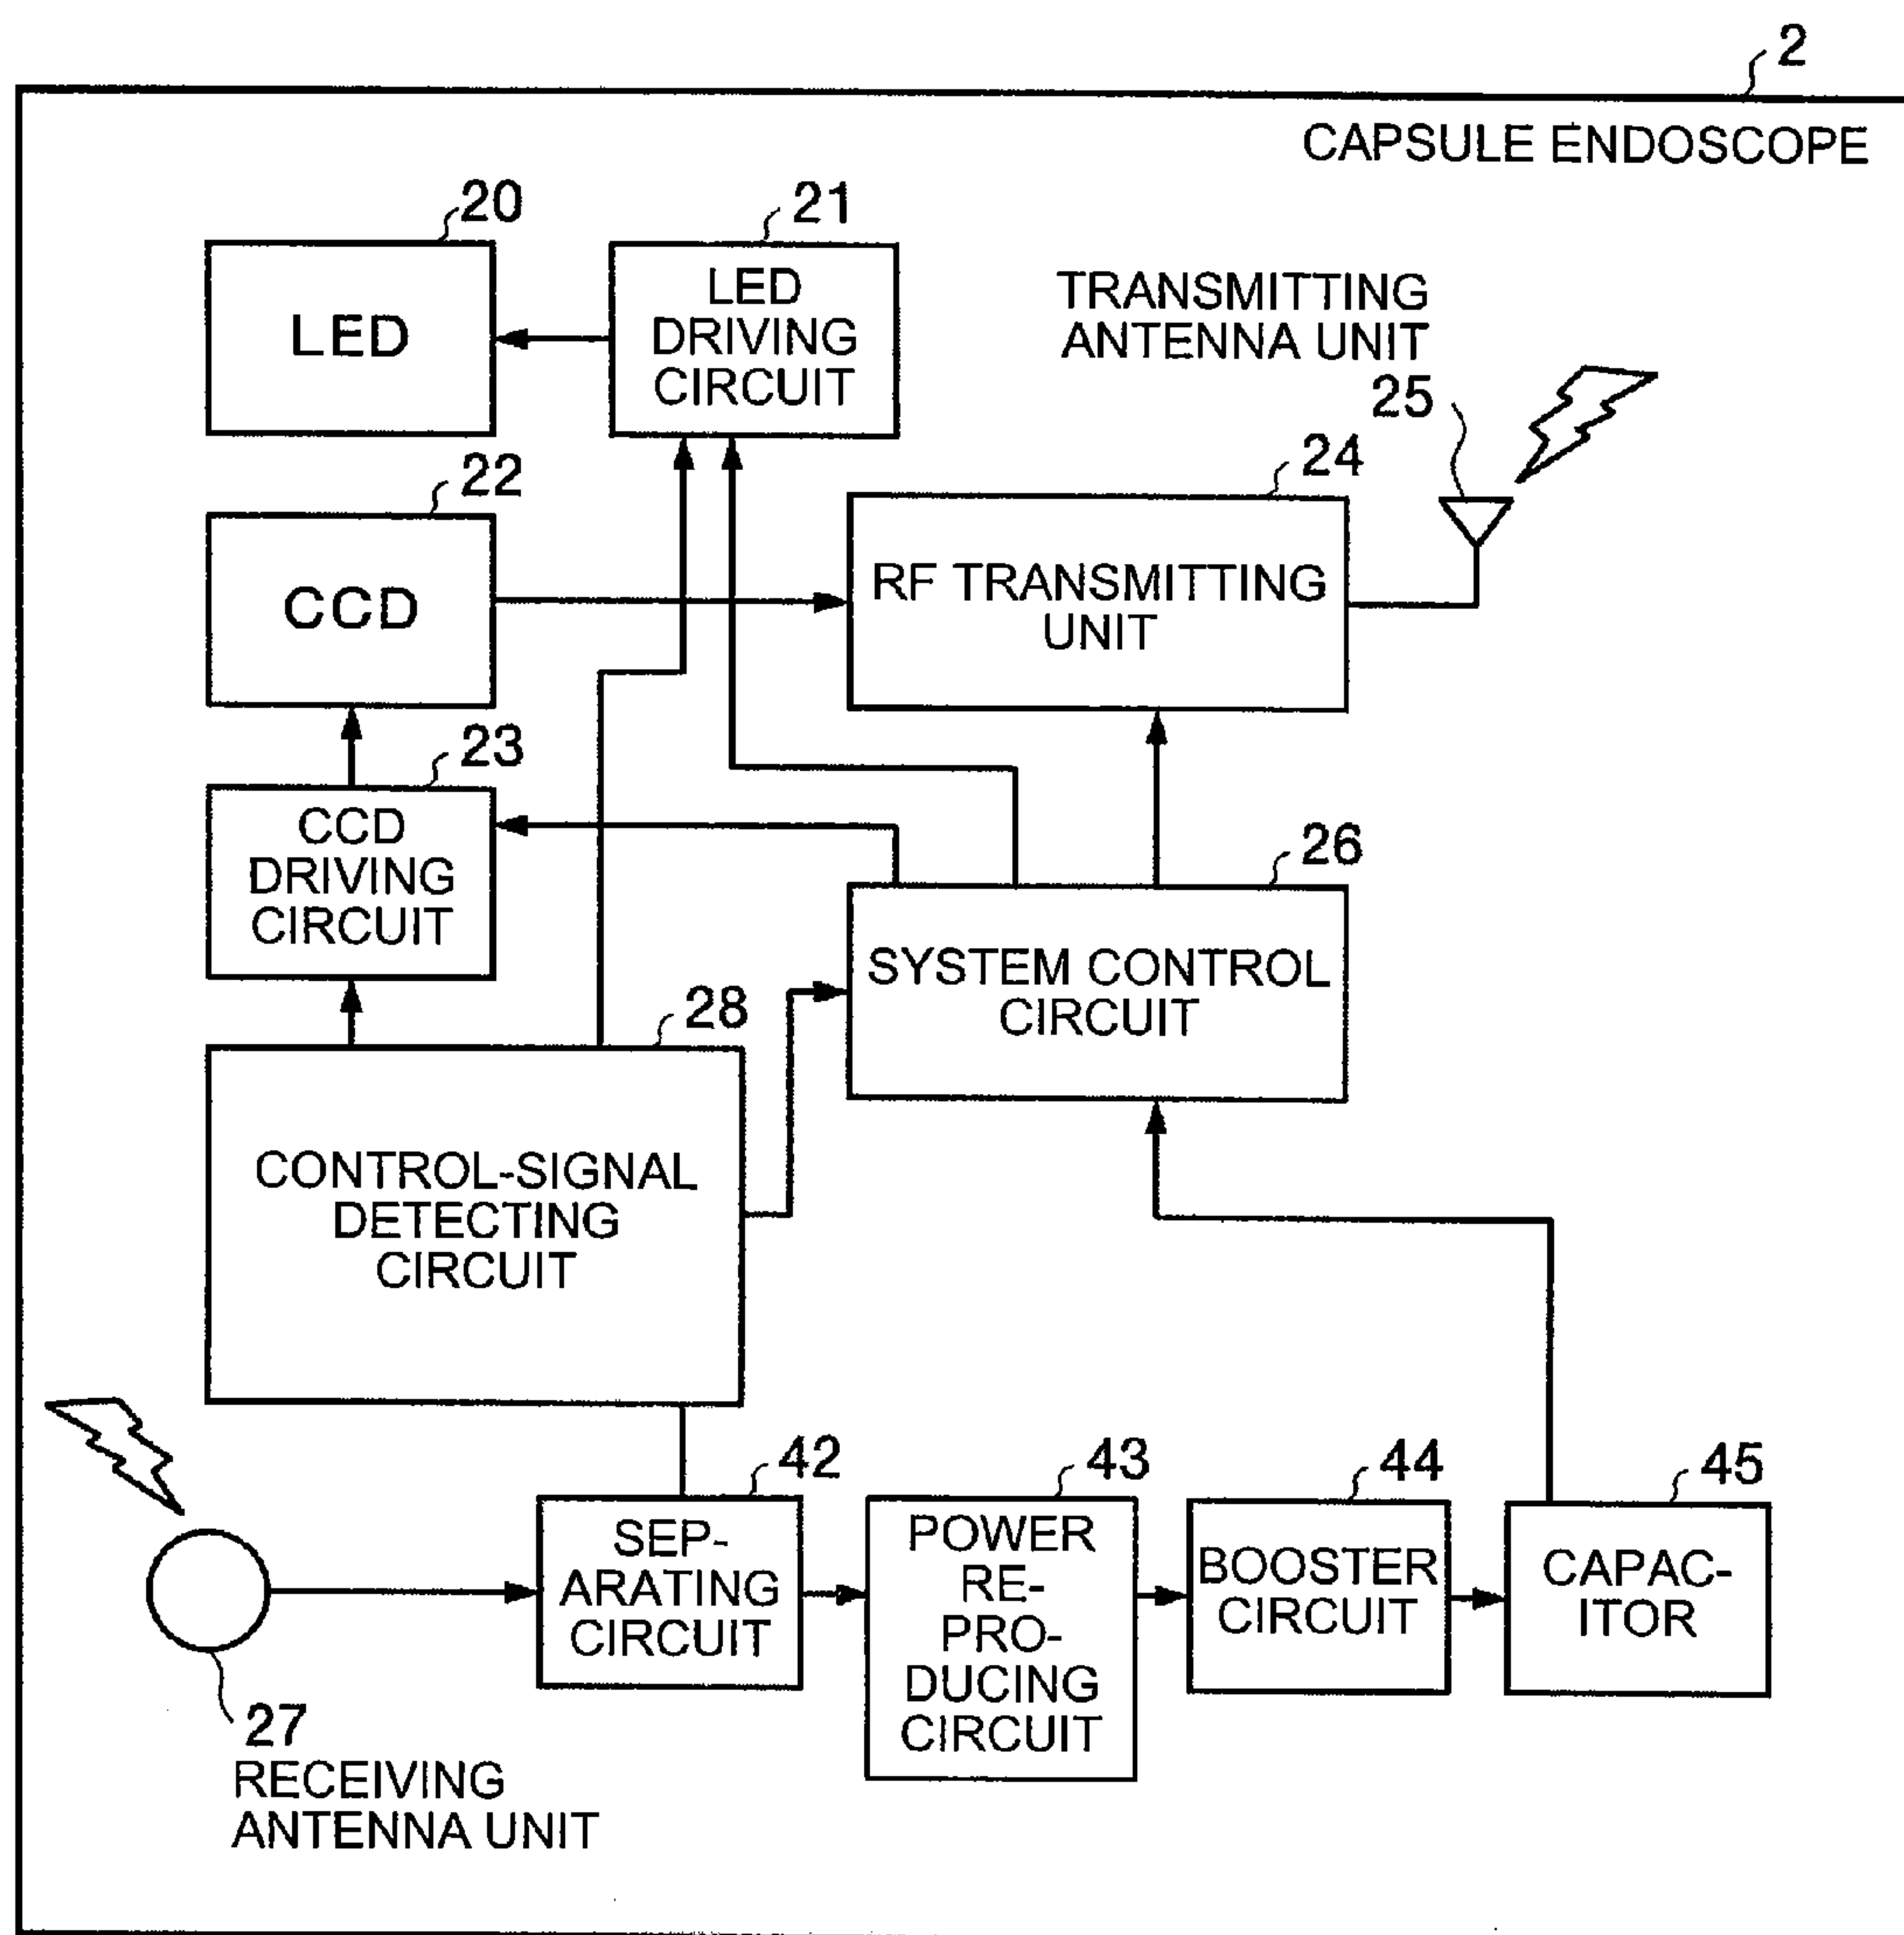 2
CAPSULE ENDOSCOPE
20
LED
21
LED
DRIVING
CIRCUIT
TRANSMITTING
ANTENNA UNIT
25
22
CCD
24
RF TRANSMITTING
UNIT
23
CCD
DRIVING
CIRCUIT
26
SYSTEM CONTROL
CIRCUIT
28
CONTROL-SIGNAL
DETECTING
CIRCUIT
42
SEP-
ARATING
CIRCUIT
43
POWER
RE-
PRO-
DUCING
CIRCUIT
44
BOOSTER
CIRCUIT
45
CAPAC-
ITOR
27
RECEIVING
ANTENNA UNIT